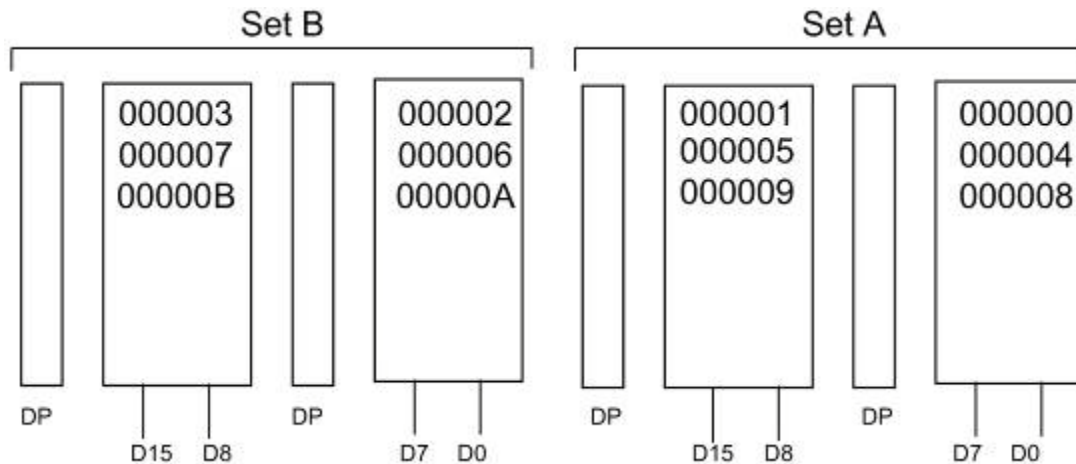 Set B Set A
000003 000002 000001 000000
000007 000006 000005 000004
00000B 00000A 000009 000008
DP DP DP DP
D15 D8 D7 D0 D15 D8 D7 D0